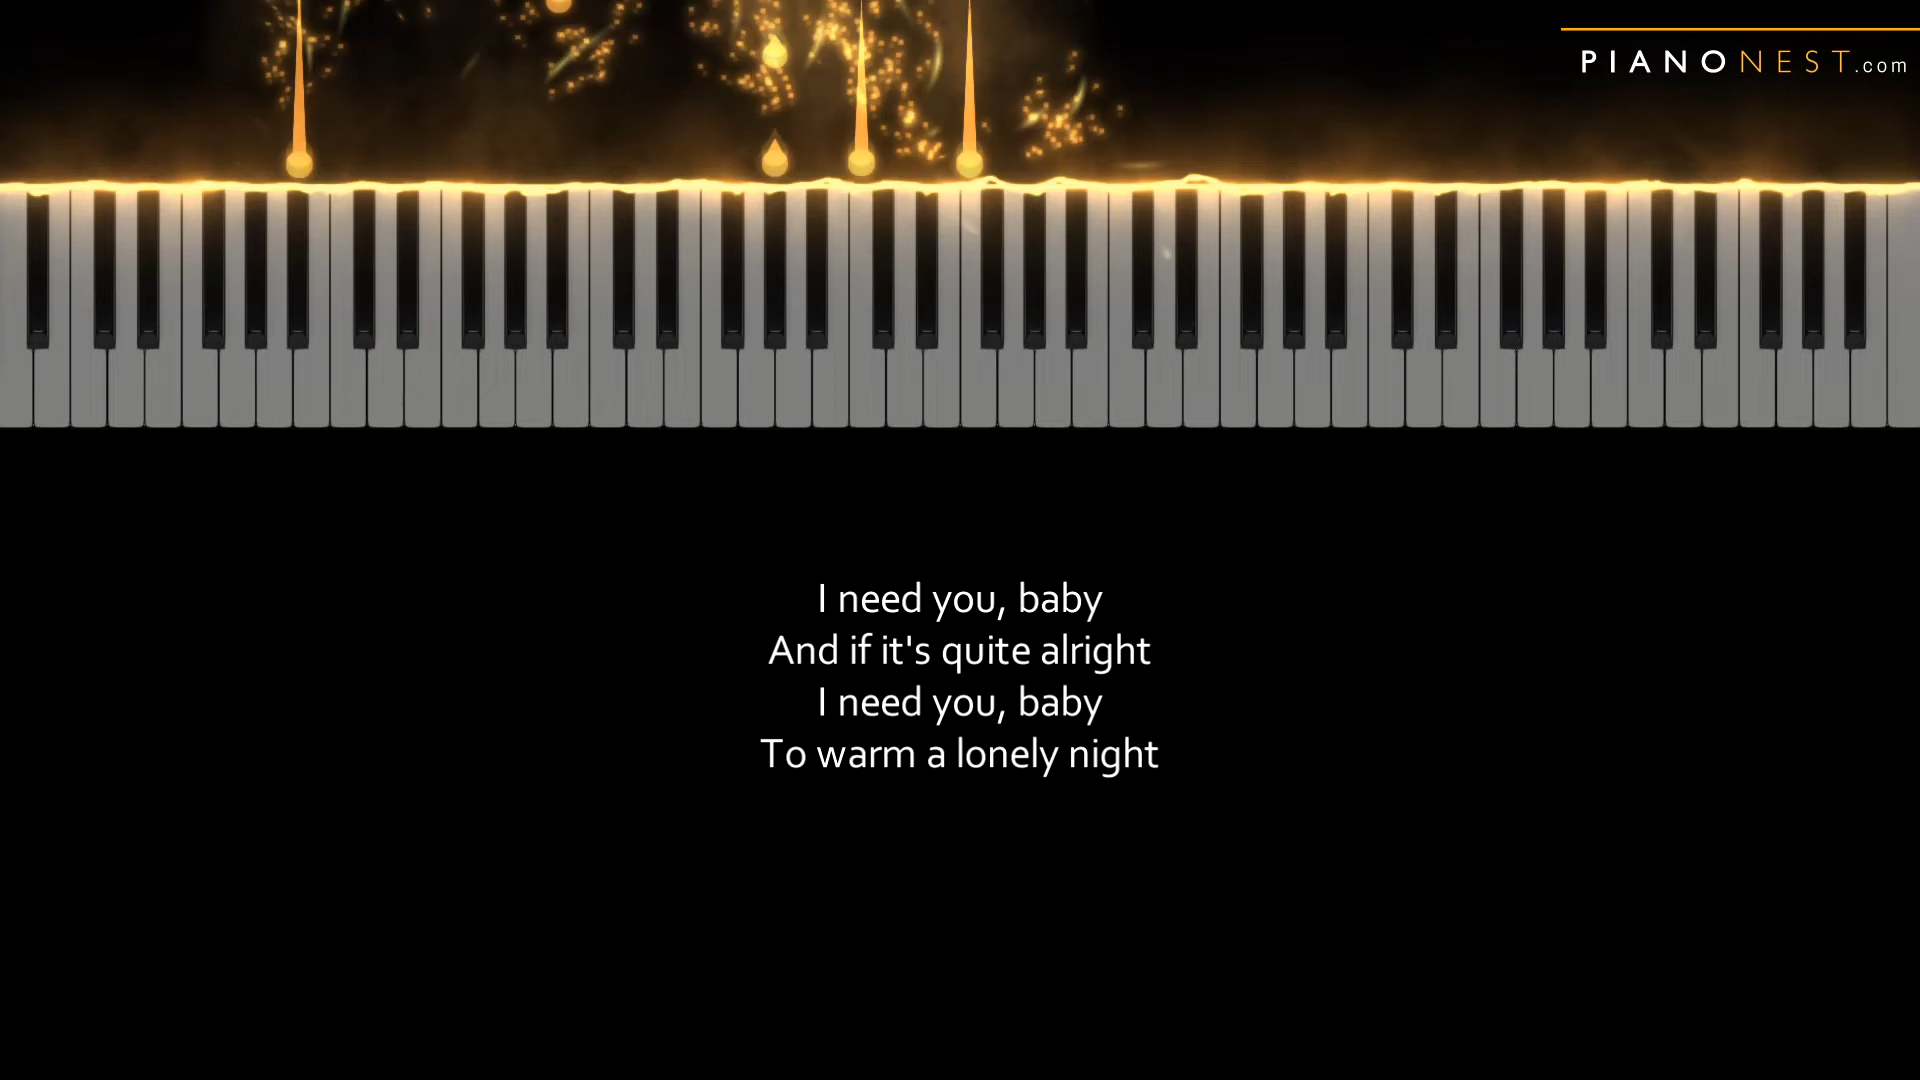 PIANONEST.com
I need you, baby
And if it's quite alright
I need you, baby
To warm a lonely night